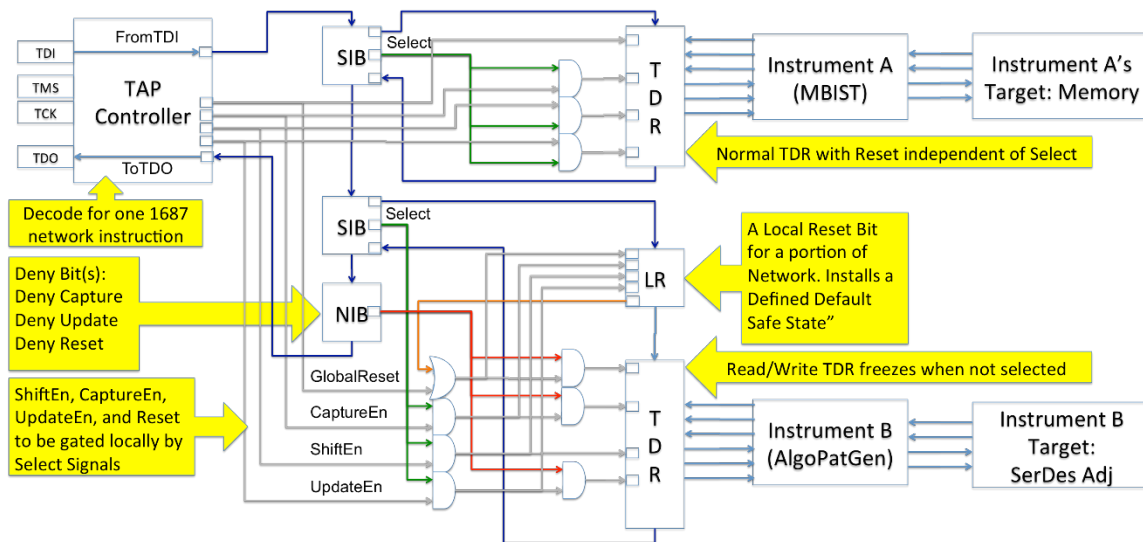 FromTDI
TDI
TAP
Controller
TMS
TCK
TDO
ToTDO
SIB
Select
T
D
R
Instrument A
(MBIST)
Instrument A's
Target: Memory
Normal TDR with Reset independent of Select
Decode for one 1687
network instruction
SIB
Select
LR
A Local Reset Bit
for a portion of
Network. Installs a
Defined Default
Safe State”
Deny Bit(s):
Deny Capture
Deny Update
Deny Reset
NIB
GlobalReset
CaptureEn
ShiftEn
UpdateEn
Read/Write TDR freezes when not selected
ShiftEn, CaptureEn,
UpdateEn, and Reset
to be gated locally by
Select Signals
T
D
R
Instrument B
(AlgoPatGen)
Instrument B
Target:
SerDes Adj